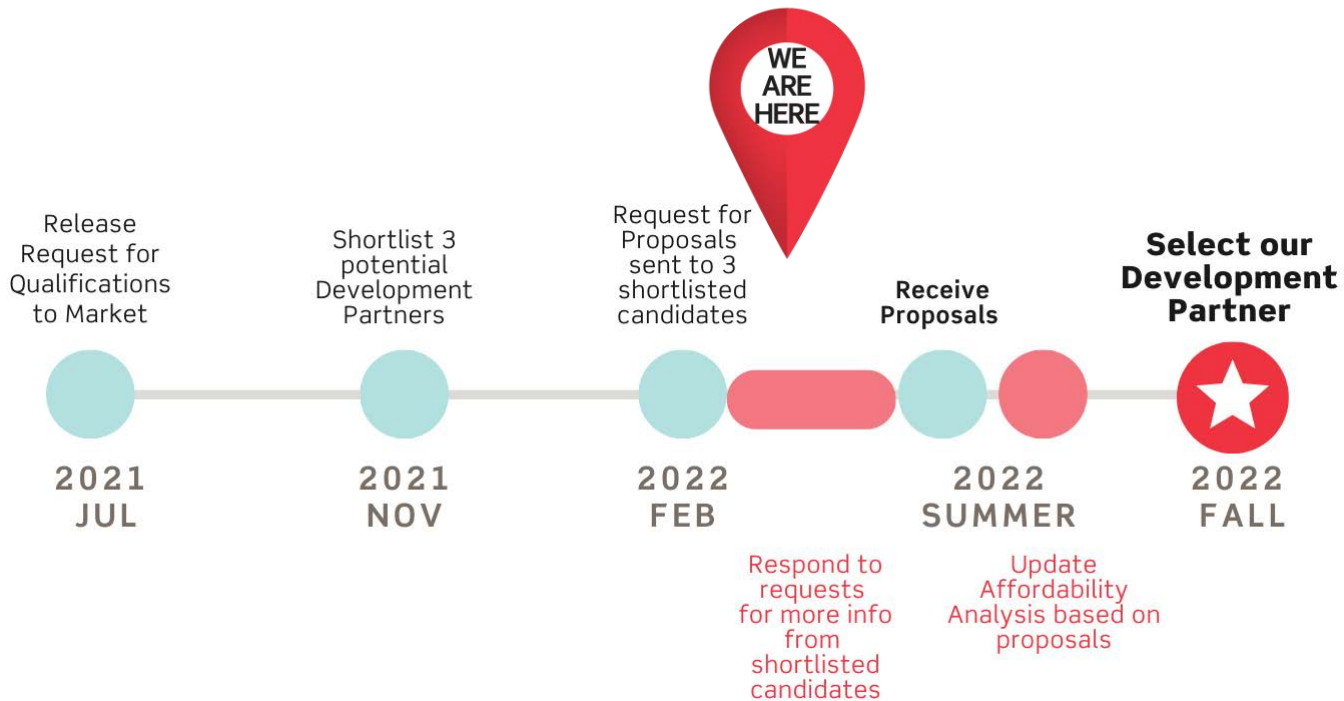 WE
ARE
HERE
Release
Request for
Qualifications
to Market
Shortlist 3
potential
Development
Partners
Request for
Proposals
sent to 3
shortlisted
candidates
Receive
Proposals
Select our
Development
Partner
2021
JUL
2021
NOV
2022
FEB
2022
SUMMER
2022
FALL
Respond to
requests
for more info
from
shortlisted
candidates
Update
Affordability
Analysis based on
proposals